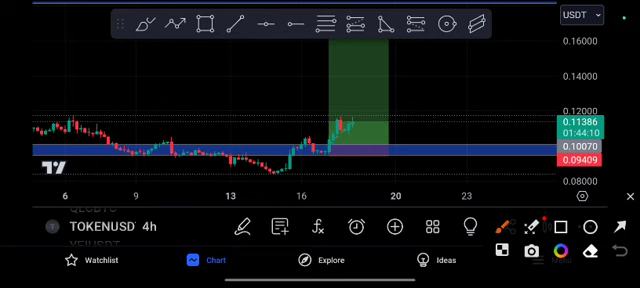 USDT
0.16000
0.14000
0.12000
0.11386
01:44:10
0.10070
0.09409
0.08000
6 9 13 16 20 23
TOKENUSD 4h
YFIUSDT
Watchlist Chart Explore Ideas